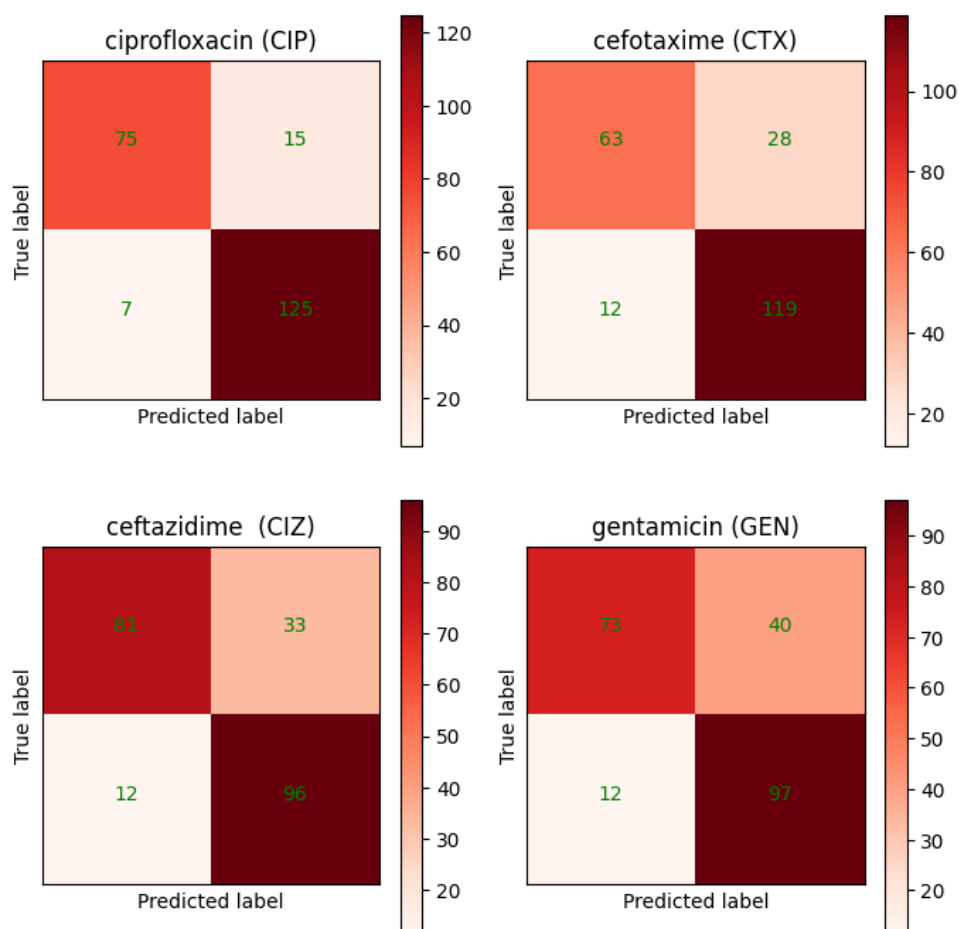 ciprofloxacin (CIP)
75 15
7 125
True label
Predicted label
120
100
80
60
40
20
cefotaxime (CTX)
63 28
12 119
True label
Predicted label
100
80
60
40
20
ceftazidime (CIZ)
81 33
12 96
True label
Predicted label
90
80
70
60
50
40
30
20
gentamicin (GEN)
73 40
12 97
True label
Predicted label
90
80
70
60
50
40
30
20